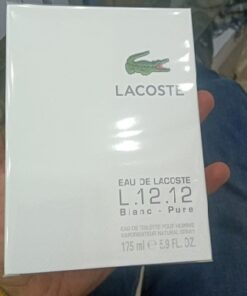 LACOSTE
EAU DE LACOSTE
L.12.12
Blanc - Pure
EAU DE TOILETTE POUR HOMME
VAPORISATEUR NATURAL SPRAY
175 ml ℮ 5.9 FL. OZ.